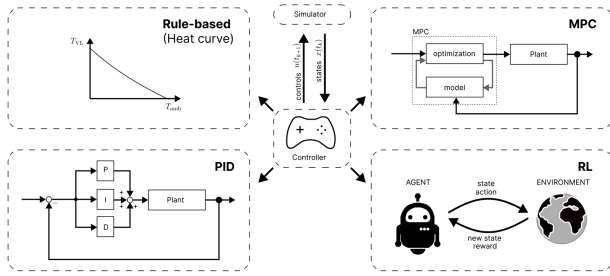 Rule-based
(Heat curve)
T_VL
T_amb
Simulator
controls u(t_{k+1})
states x(t_k)
Controller
MPC
MPC
optimization
Plant
model
PID
P
I
D
+
+
+
−
Plant
RL
AGENT
state
action
ENVIRONMENT
new state
reward